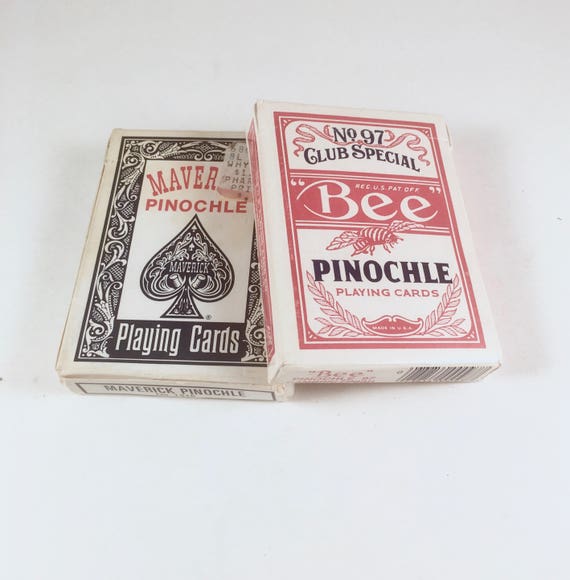 MAVER
PINOCHLE
MAVERICK
®
Playing Cards
MAVERICK PINOCHLE
No 97
CLUB SPECIAL
REG. U.S. PAT. OFF.
"Bee"
PINOCHLE
PLAYING CARDS
MADE IN U.S.A.
"Bee"